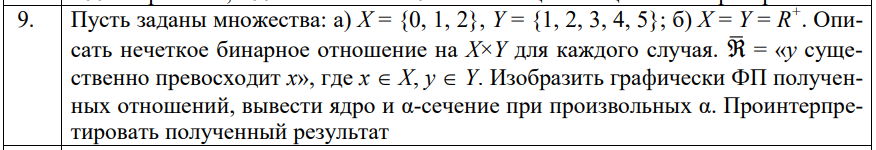 9. Пусть заданы множества: а) X = {0, 1, 2}, Y = {1, 2, 3, 4, 5}; б) X = Y = R⁺. Опи-
сать нечеткое бинарное отношение на X×Y для каждого случая. ℜ̅ = «y суще-
ственно превосходит x», где x ∈ X, y ∈ Y. Изобразить графически ФП получен-
ных отношений, вывести ядро и α-сечение при произвольных α. Проинтерпре-
тировать полученный результат